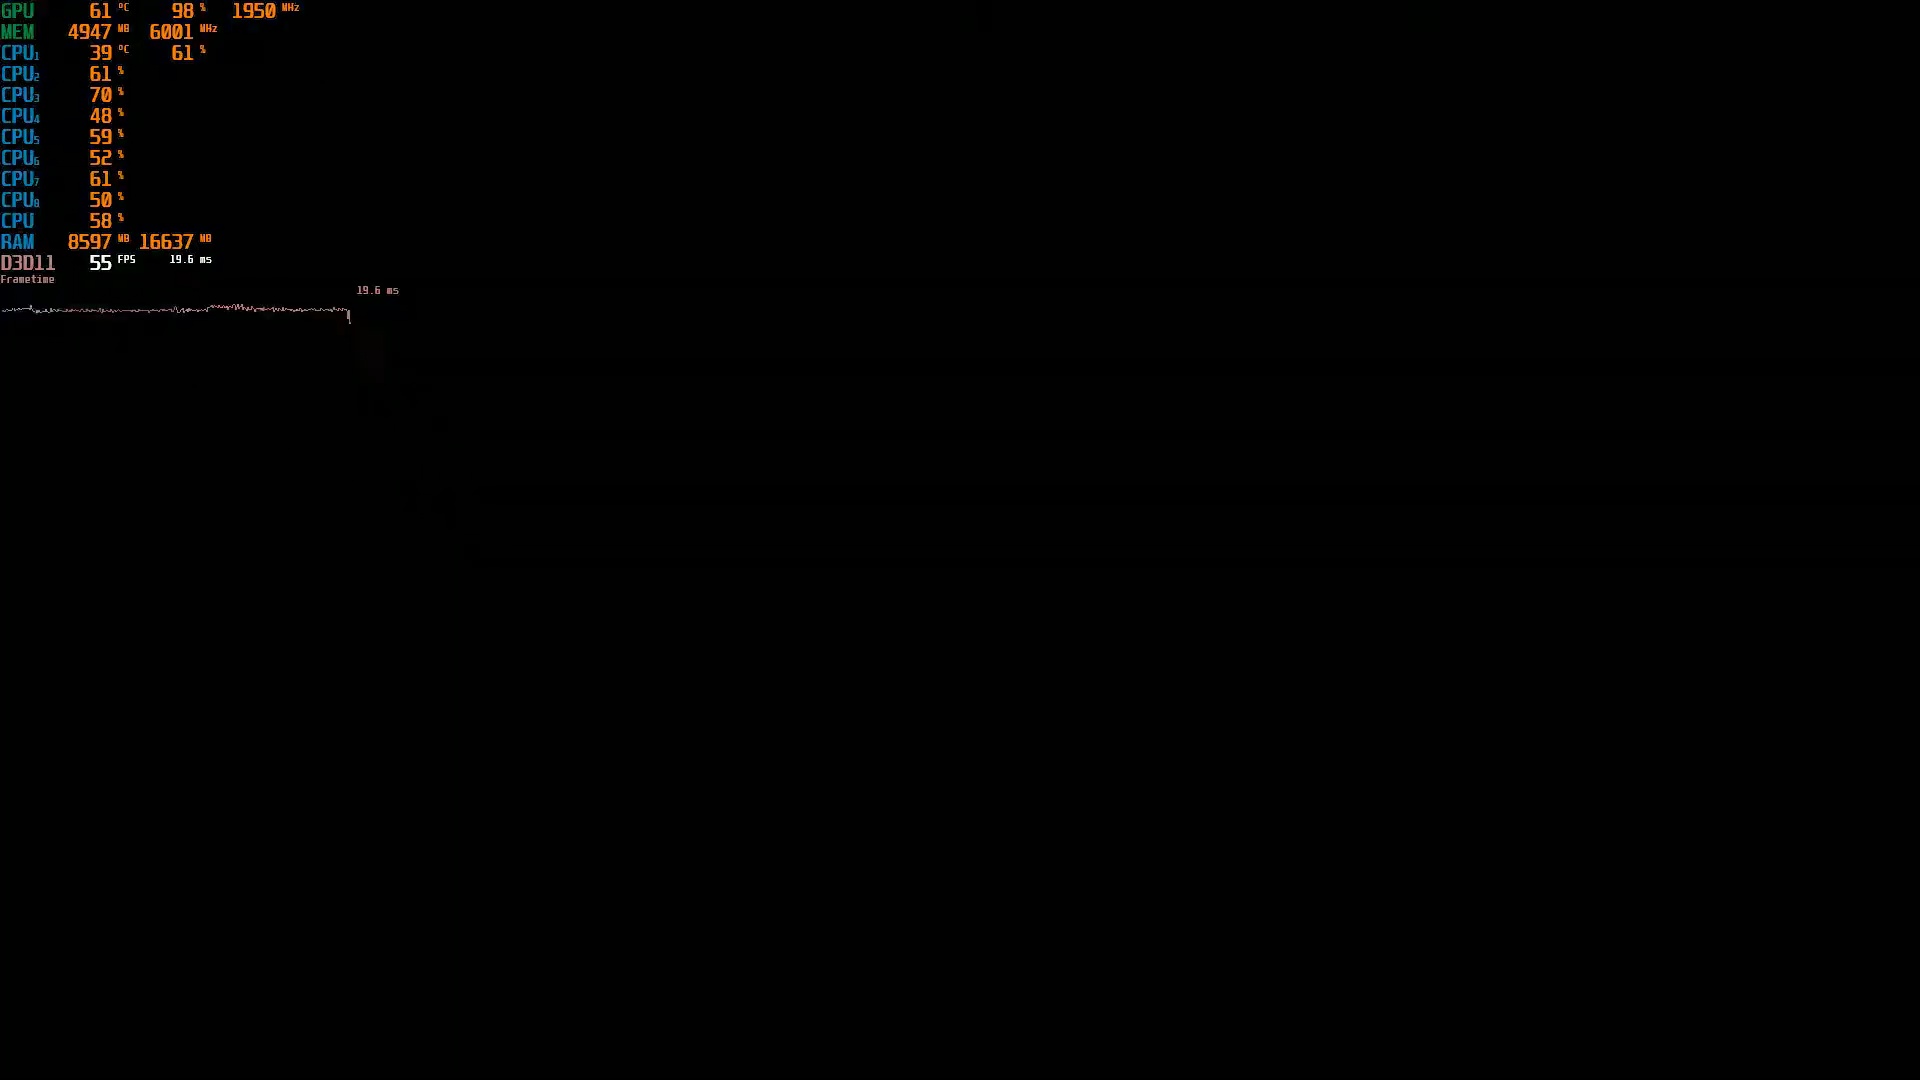 GPU 61 °C 98 % 1950 MHz
MEM 4947 MB 6001 MHz
CPU1 39 °C 61 %
CPU2 61 %
CPU3 70 %
CPU4 48 %
CPU5 59 %
CPU6 52 %
CPU7 61 %
CPU8 50 %
CPU 58 %
RAM 8597 MB 16637 MB
D3D11 55 FPS 19.6 ms
Frametime
19.6 ms